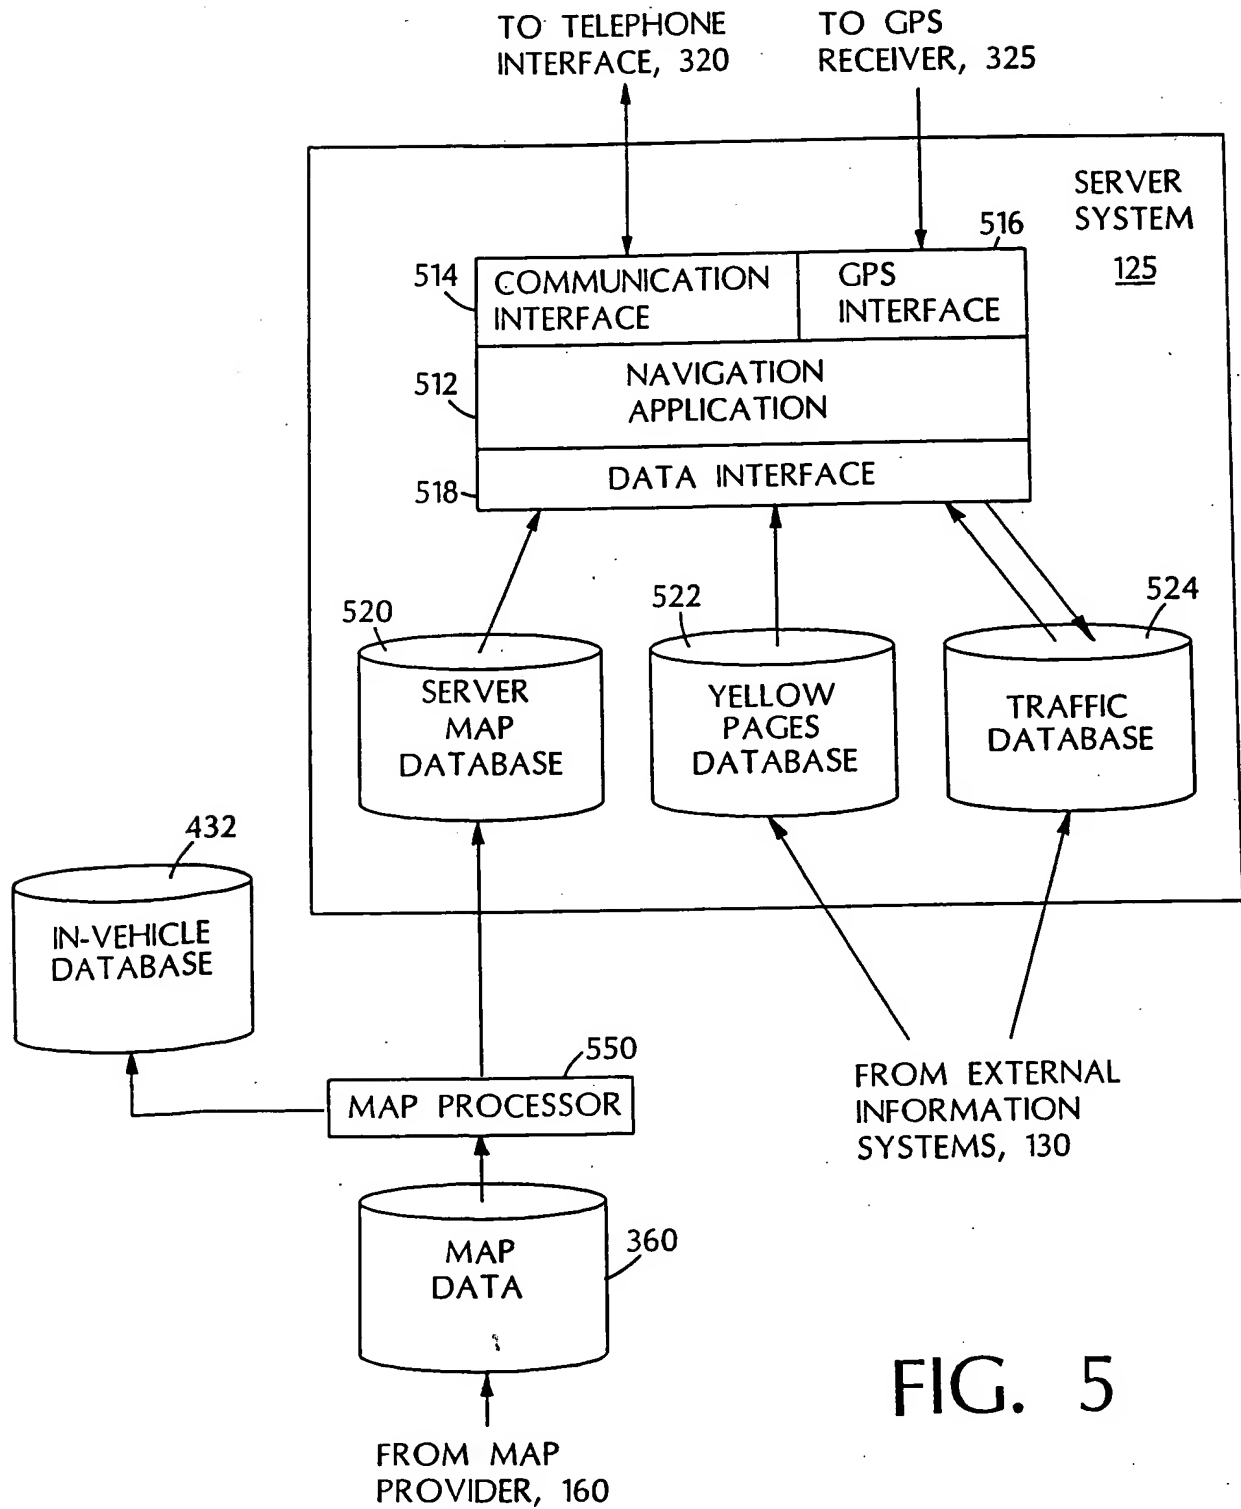 TO TELEPHONE
INTERFACE, 320
TO GPS
RECEIVER, 325
SERVER
SYSTEM
125
516
514
COMMUNICATION
INTERFACE
GPS
INTERFACE
512
NAVIGATION
APPLICATION
518
DATA INTERFACE
520
SERVER
MAP
DATABASE
522
YELLOW
PAGES
DATABASE
524
TRAFFIC
DATABASE
432
IN-VEHICLE
DATABASE
550
MAP PROCESSOR
FROM EXTERNAL
INFORMATION
SYSTEMS, 130
360
MAP
DATA
FROM MAP
PROVIDER, 160
FIG. 5